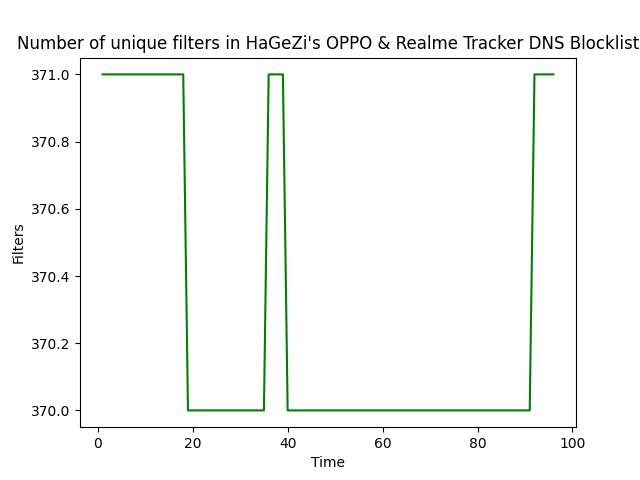 Number of unique filters in HaGeZi's OPPO & Realme Tracker DNS Blocklist
371.0
370.8
370.6
370.4
370.2
370.0
Filters
0 20 40 60 80 100
Time